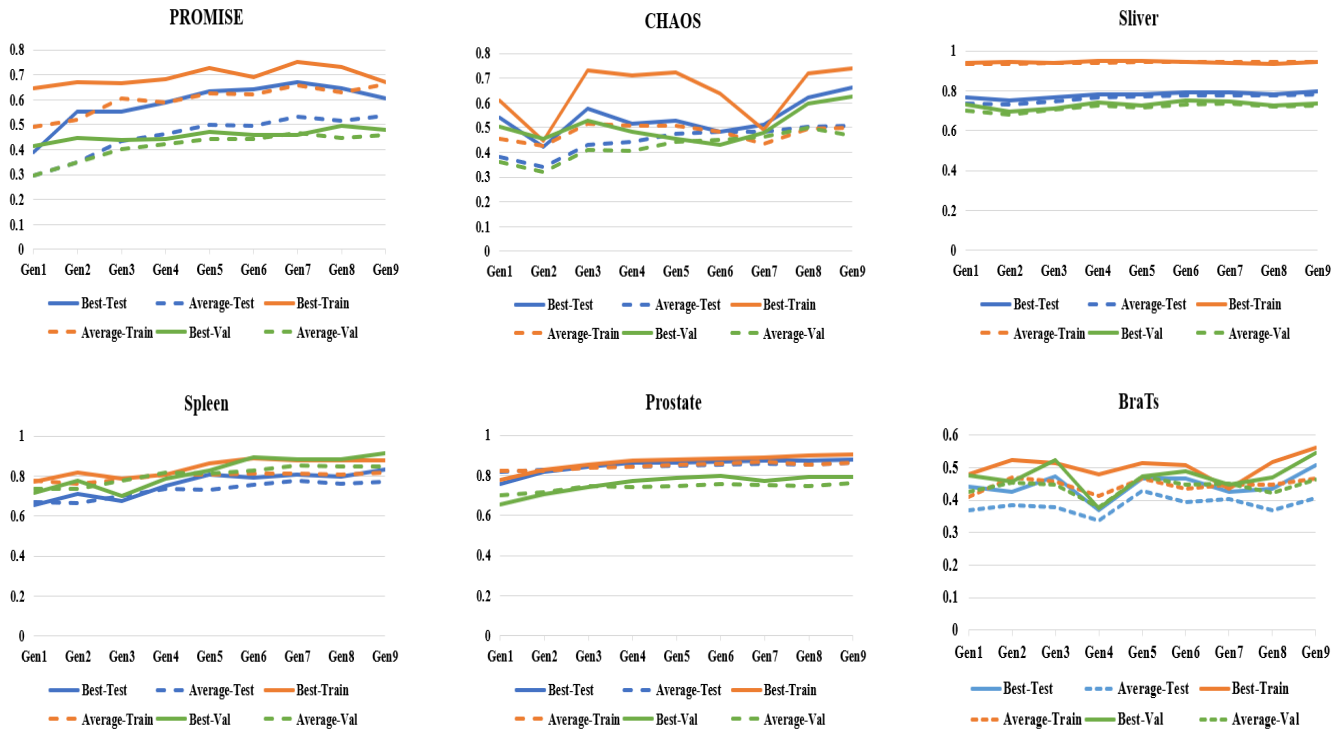 PROMISE
0.8
0.7
0.6
0.5
0.4
0.3
0.2
0.1
0
Gen1 Gen2 Gen3 Gen4 Gen5 Gen6 Gen7 Gen8 Gen9
Best-Test Average-Test Best-Train
Average-Train Best-Val Average-Val
CHAOS
0.8
0.7
0.6
0.5
0.4
0.3
0.2
0.1
0
Gen1 Gen2 Gen3 Gen4 Gen5 Gen6 Gen7 Gen8 Gen9
Best-Test Average-Test Best-Train
Average-Train Best-Val Average-Val
Sliver
1
0.8
0.6
0.4
0.2
0
Gen1 Gen2 Gen3 Gen4 Gen5 Gen6 Gen7 Gen8 Gen9
Best-Test Average-Test Best-Train
Average-Train Best-Val Average-Val
Spleen
1
0.8
0.6
0.4
0.2
0
Gen1 Gen2 Gen3 Gen4 Gen5 Gen6 Gen7 Gen8 Gen9
Best-Test Average-Test Best-Train
Average-Train Best-Val Average-Val
Prostate
1
0.8
0.6
0.4
0.2
0
Gen1 Gen2 Gen3 Gen4 Gen5 Gen6 Gen7 Gen8 Gen9
Best-Test Average-Test Best-Train
Average-Train Best-Val Average-Val
BraTs
0.6
0.5
0.4
0.3
0.2
0.1
0
Gen1 Gen2 Gen3 Gen4 Gen5 Gen6 Gen7 Gen8 Gen9
Best-Test Average-Test Best-Train
Average-Train Best-Val Average-Val